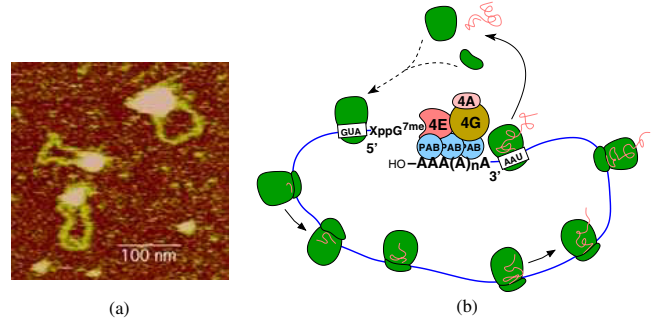 4A
4E
4G
GUA
XppG7me
5'
PAB
PAB
AB
HO–AAA(A)nA
3'
AAU
100 nm
(a)
(b)